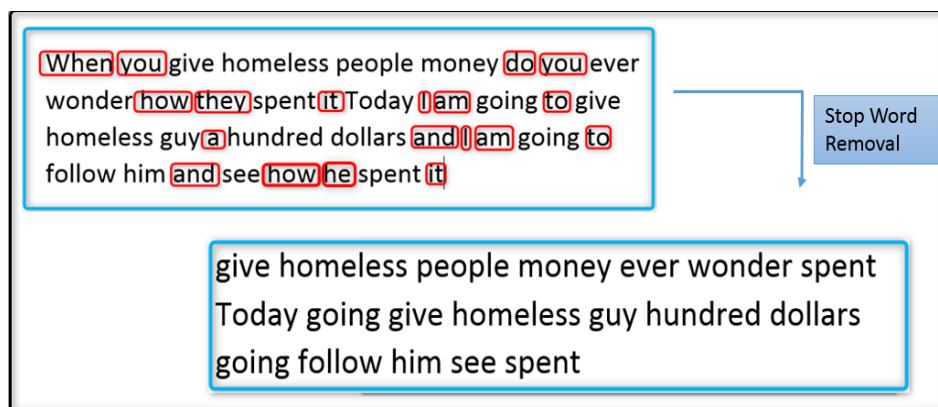 When you give homeless people money do you ever
wonder how they spent it Today I am going to give
homeless guy a hundred dollars and I am going to
follow him and see how he spent it
Stop Word
Removal
give homeless people money ever wonder spent
Today going give homeless guy hundred dollars
going follow him see spent